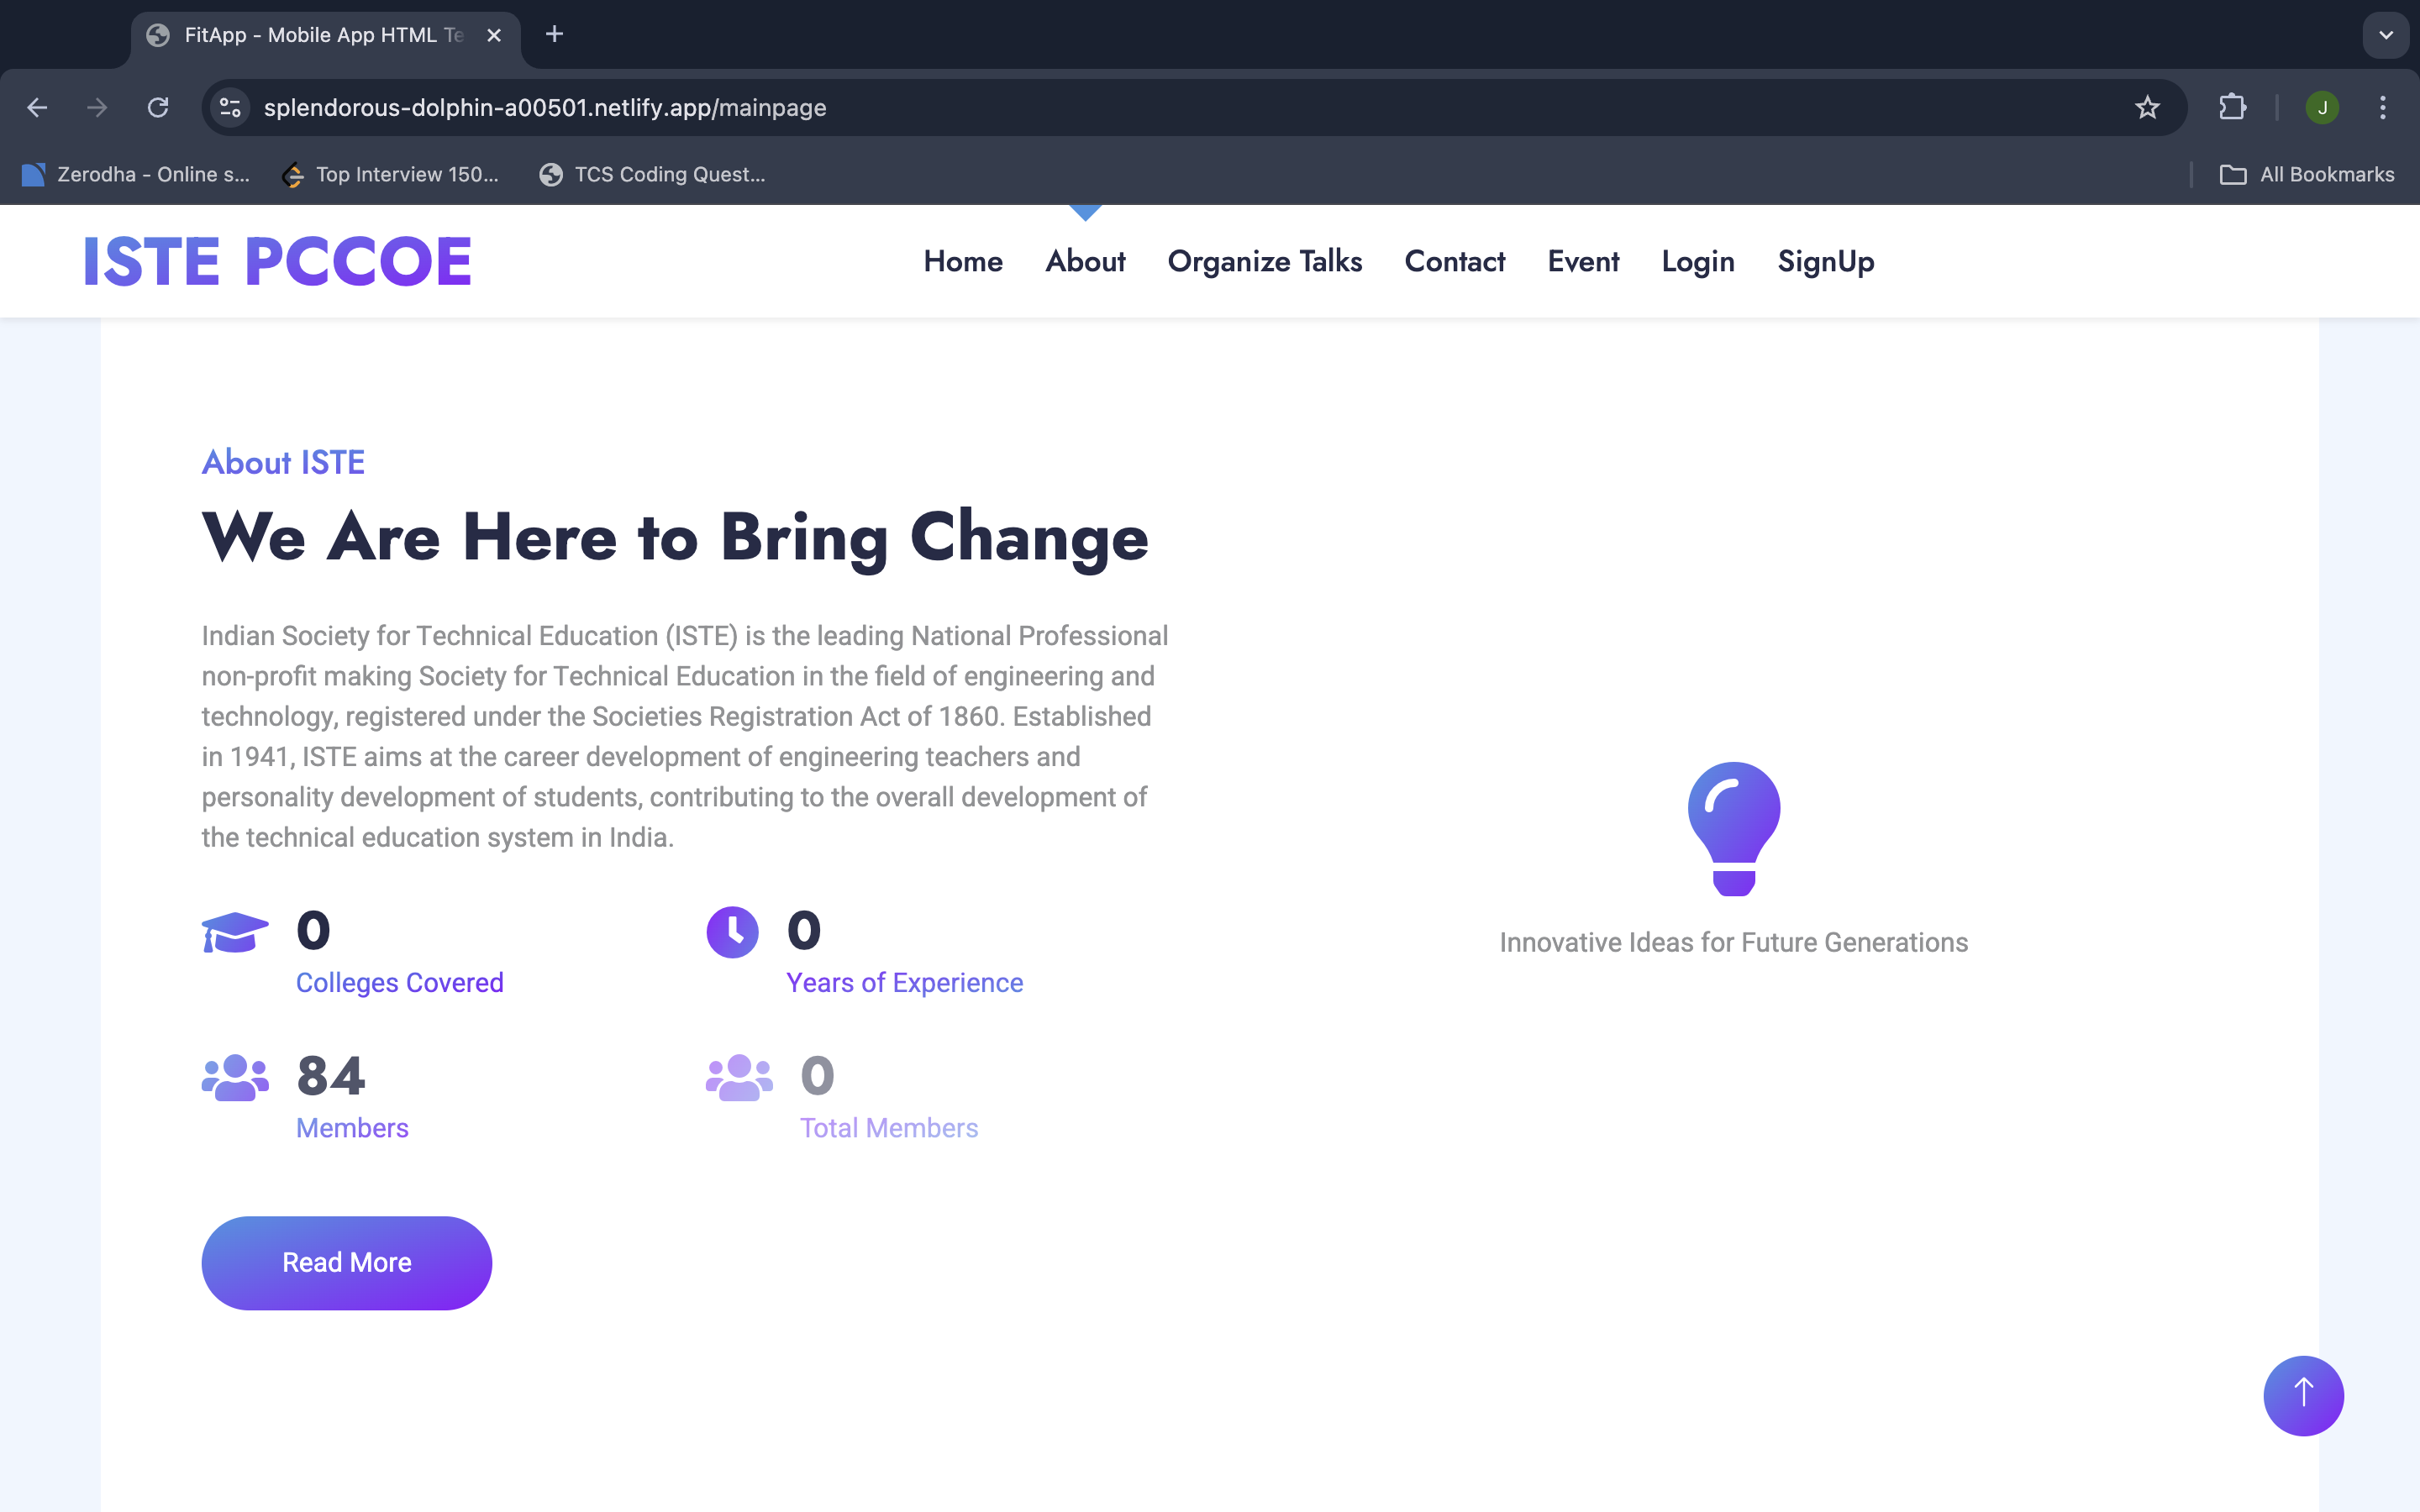 FitApp - Mobile App HTML Te
splendorous-dolphin-a00501.netlify.app/mainpage
J
Zerodha - Online s... Top Interview 150... TCS Coding Quest... All Bookmarks
ISTE PCCOE
Home About Organize Talks Contact Event Login SignUp
About ISTE
We Are Here to Bring Change
Indian Society for Technical Education (ISTE) is the leading National Professional
non-profit making Society for Technical Education in the field of engineering and
technology, registered under the Societies Registration Act of 1860. Established
in 1941, ISTE aims at the career development of engineering teachers and
personality development of students, contributing to the overall development of
the technical education system in India.
0
Colleges Covered
0
Years of Experience
84
Members
0
Total Members
Read More
Innovative Ideas for Future Generations